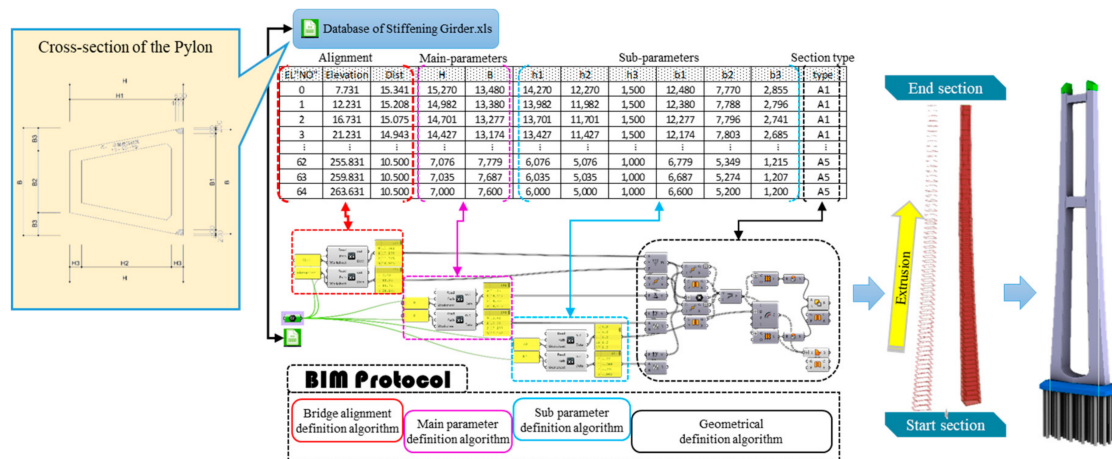 Database of Stiffening Girder.xls
Cross-section of the Pylon
H
H1
B3
B2
B
B3
B1
B
H3
H2
H3
H
Alignment Main-parameters Sub-parameters Section type
EL"NO" Elevation Dist H B h1 h2 h3 b1 b2 b3 type
0 7.731 15.341 15,270 13,480 14,270 12,270 1,500 12,480 7,770 2,855 A1
1 12.231 15.208 14,982 13,380 13,982 11,982 1,500 12,380 7,788 2,796 A1
2 16.731 15.075 14,701 13,277 13,701 11,701 1,500 12,277 7,796 2,741 A1
3 21.231 14.943 14,427 13,174 13,427 11,427 1,500 12,174 7,803 2,685 A1
⋮ ⋮ ⋮ ⋮ ⋮ ⋮ ⋮ ⋮ ⋮
62 255.831 10.500 7,076 7,779 6,076 5,076 1,000 6,779 5,349 1,215 A5
63 259.831 10.500 7,035 7,687 6,035 5,035 1,000 6,687 5,274 1,207 A5
64 263.631 10.500 7,000 7,600 6,000 5,000 1,000 6,600 5,200 1,200 A5
BIM Protocol
Bridge alignment
definition algorithm
Main parameter
definition algorithm
Sub parameter
definition algorithm
Geometrical
definition algorithm
End section
Extrusion
Start section